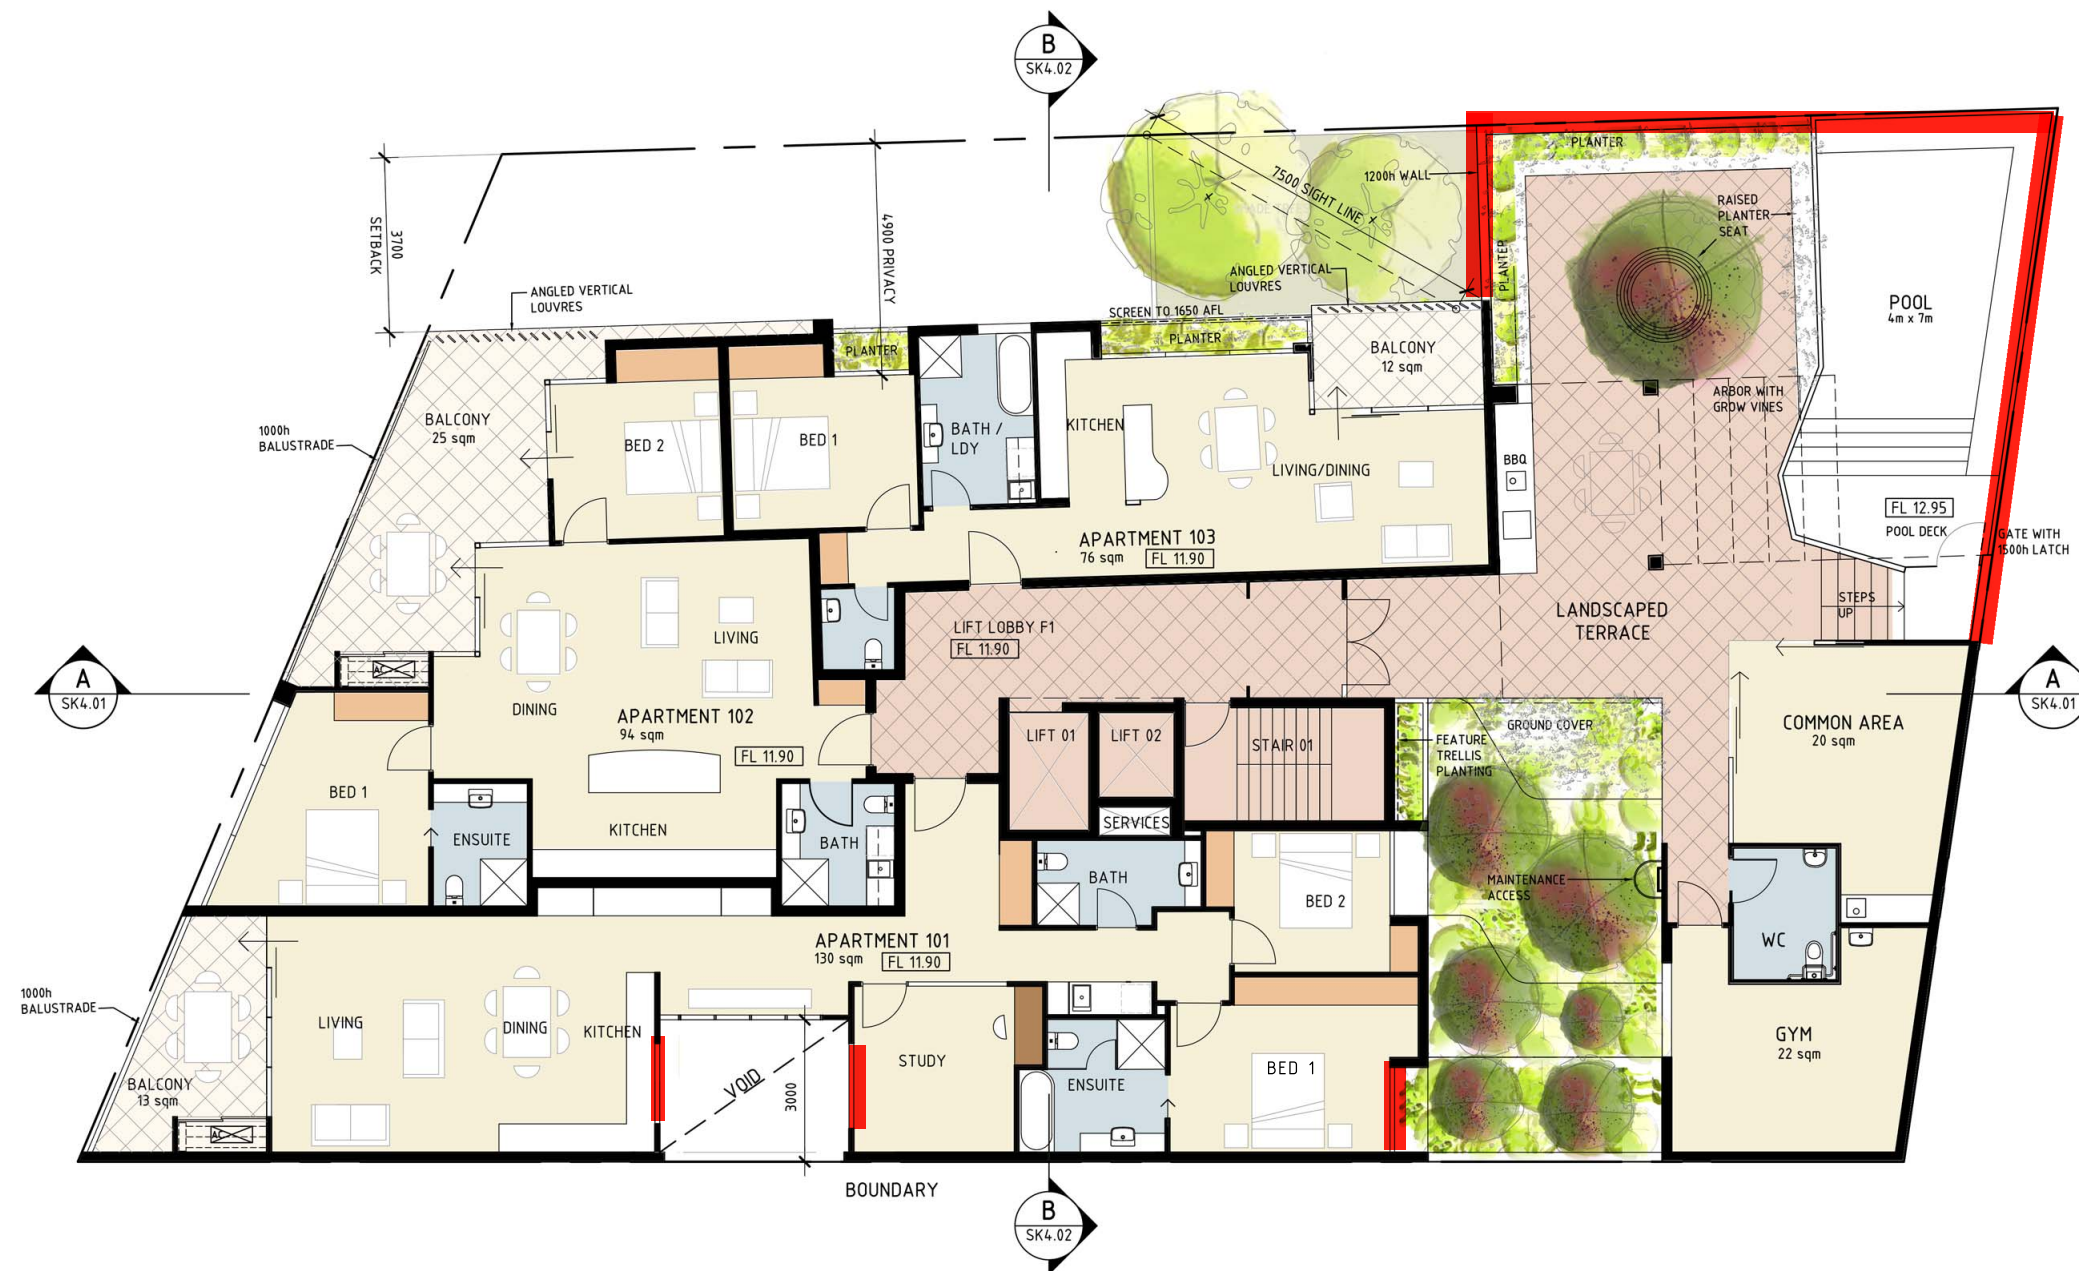 B
SK4.02
3700
SETBACK
4900 PRIVACY
ANGLED VERTICAL
LOUVRES
7500 SIGHT LINE
1200h WALL
PLANTER
PLANTER
RAISED
PLANTER
SEAT
POOL
4m x 7m
ANGLED VERTICAL
LOUVRES
SCREEN TO 1650 AFL
PLANTER
PLANTER
BALCONY
12 sqm
ARBOR WITH
GROW VINES
1000h
BALUSTRADE
BALCONY
25 sqm
BED 2
BED 1
BATH /
LDY
KITCHEN
LIVING/DINING
BBQ
FL 12.95
POOL DECK
GATE WITH
1500h LATCH
APARTMENT 103
76 sqm
FL 11.90
STEPS
UP
LANDSCAPED
TERRACE
LIFT LOBBY F1
FL 11.90
LIVING
DINING
AC
A
SK4.01
A
SK4.01
APARTMENT 102
94 sqm
FL 11.90
LIFT 01
LIFT 02
STAIR 01
FEATURE
TRELLIS
PLANTING
GROUND COVER
COMMON AREA
20 sqm
BED 1
ENSUITE
KITCHEN
BATH
SERVICES
BATH
BED 2
MAINTENANCE
ACCESS
WC
APARTMENT 101
130 sqm
FL 11.90
1000h
BALUSTRADE
LIVING
DINING
KITCHEN
VOID
3000
STUDY
ENSUITE
BED 1
GYM
22 sqm
BALCONY
13 sqm
AC
BOUNDARY
B
SK4.02